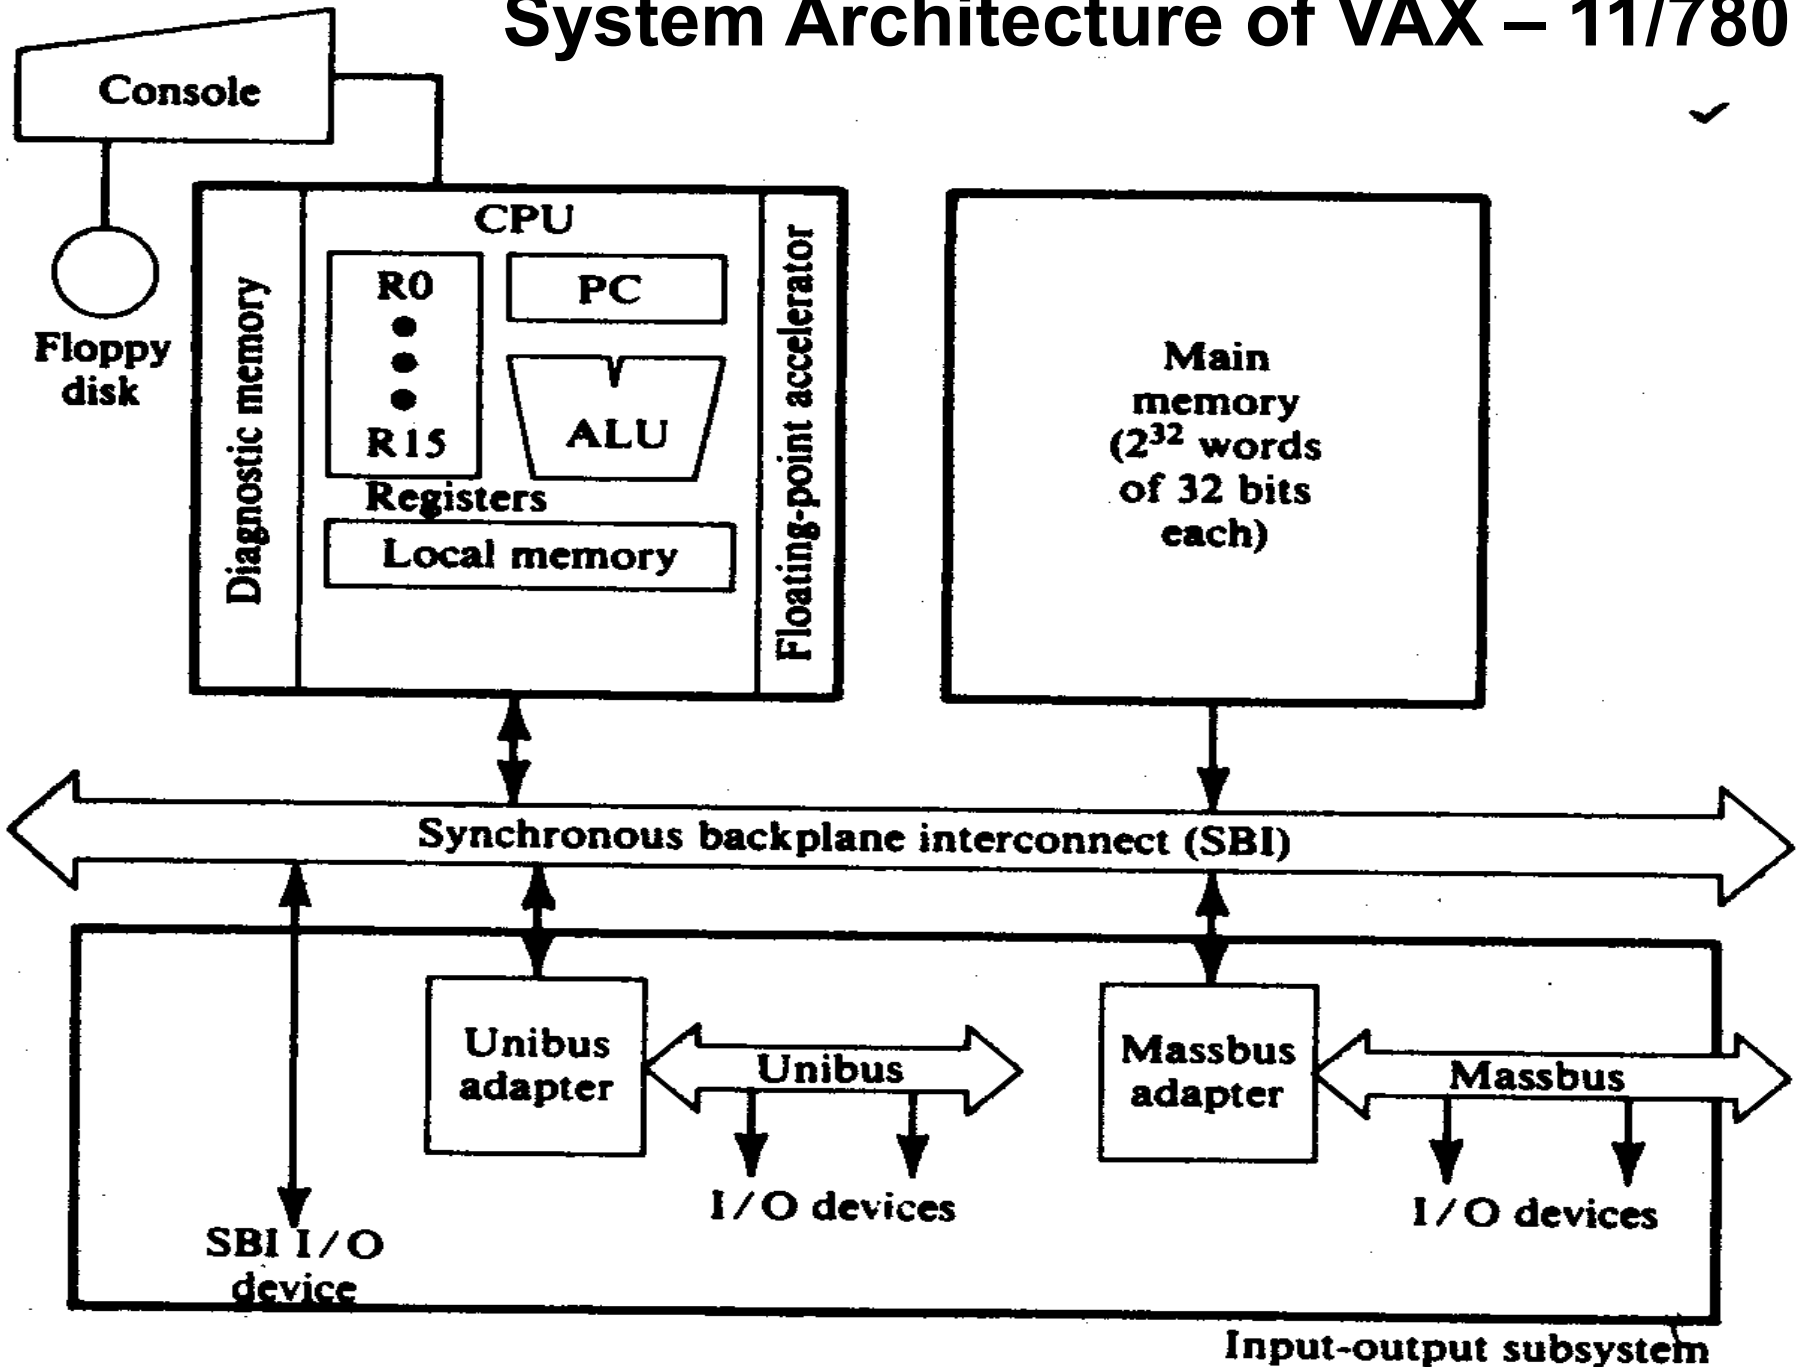 System Architecture of VAX – 11/780
Console
Floppy
disk
Diagnostic memory
CPU
R0
R15
Registers
PC
ALU
Local memory
Floating-point accelerator
Main
memory
(2³² words
of 32 bits
each)
Synchronous backplane interconnect (SBI)
Unibus
adapter
Unibus
I/O devices
Massbus
adapter
Massbus
I/O devices
SBI I/O
device
Input-output subsystem